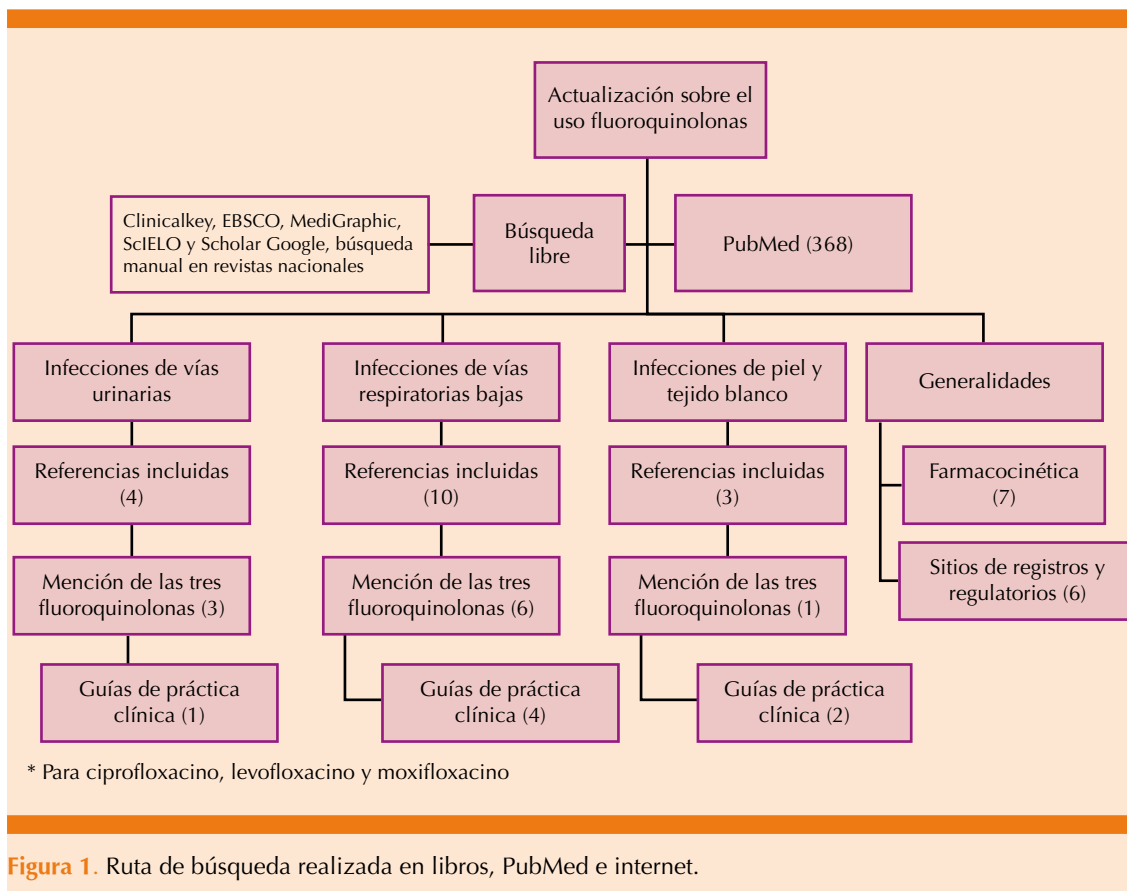 Actualización sobre el
uso fluoroquinolonas
Clinicalkey, EBSCO, MediGraphic,
ScIELO y Scholar Google, búsqueda
manual en revistas nacionales
Búsqueda
libre
PubMed (368)
Infecciones de vías
urinarias
Infecciones de vías
respiratorias bajas
Infecciones de piel y
tejido blanco
Generalidades
Referencias incluidas
(4)
Referencias incluidas
(10)
Referencias incluidas
(3)
Farmacocinética
(7)
Mención de las tres
fluoroquinolonas (3)
Mención de las tres
fluoroquinolonas (6)
Mención de las tres
fluoroquinolonas (1)
Sitios de registros y
regulatorios (6)
Guías de práctica
clínica (1)
Guías de práctica
clínica (4)
Guías de práctica
clínica (2)
* Para ciprofloxacino, levofloxacino y moxifloxacino
Figura 1. Ruta de búsqueda realizada en libros, PubMed e internet.